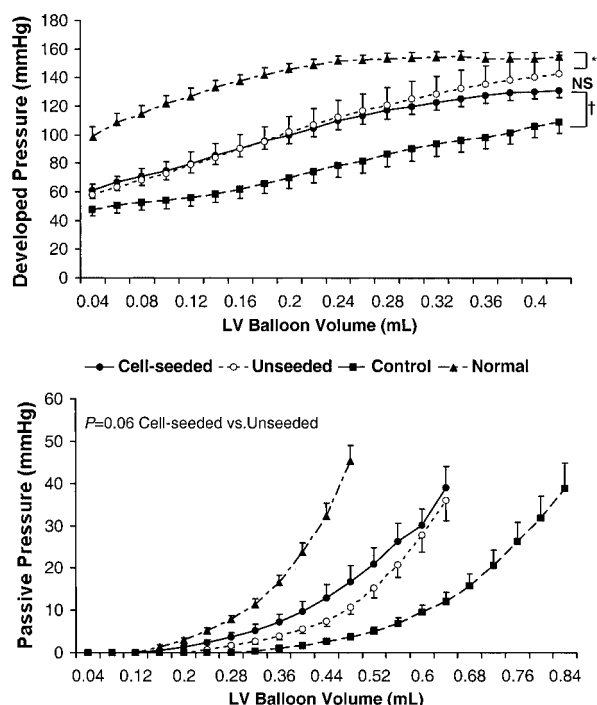 Developed Pressure (mmHg)
180
160
140
120
100
80
60
40
20
0
*
NS
†
0.04 0.08 0.12 0.16 0.2 0.24 0.28 0.32 0.36 0.4
LV Balloon Volume (mL)
Cell-seeded Unseeded Control Normal
Passive Pressure (mmHg)
60
50
40
30
20
10
0
P=0.06 Cell-seeded vs.Unseeded
0.04 0.12 0.2 0.28 0.36 0.44 0.52 0.6 0.68 0.76 0.84
LV Balloon Volume (mL)